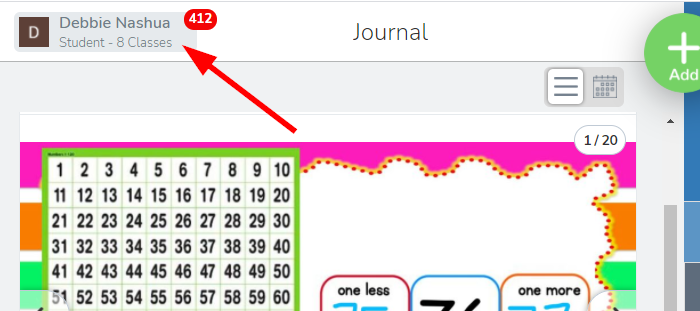 Debbie Nashua
412
D
Student - 8 Classes
Journal
Add
1 / 20
1 2 3 4 5 6 7 8 9 10
11 12 13 14 15 16 17 18 19 20
21 22 23 24 25 26 27 28 29 30
31 32 33 34 35 36 37 38 39 40
41 42 43 44 45 46 47 48 49 50
51 52 53 54 55 56 57 58 59 60
one less
one more